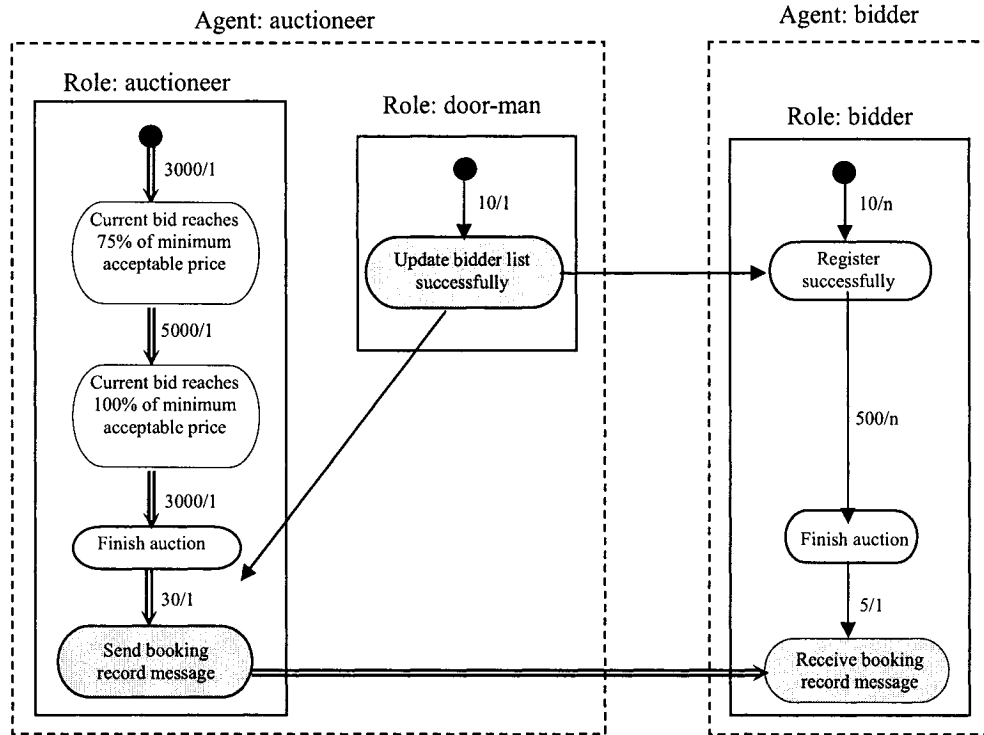 Agent: auctioneer
Role: auctioneer
3000/1
Current bid reaches
75% of minimum
acceptable price
5000/1
Current bid reaches
100% of minimum
acceptable price
3000/1
Finish auction
30/1
Send booking
record message
Role: door-man
10/1
Update bidder list
successfully
Agent: bidder
Role: bidder
10/n
Register
successfully
500/n
Finish auction
5/1
Receive booking
record message